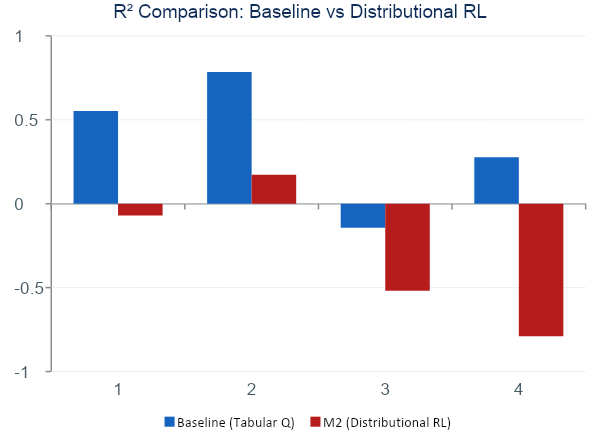 R² Comparison: Baseline vs Distributional RL
1
0.5
0
-0.5
-1
1 2 3 4
Baseline (Tabular Q) M2 (Distributional RL)